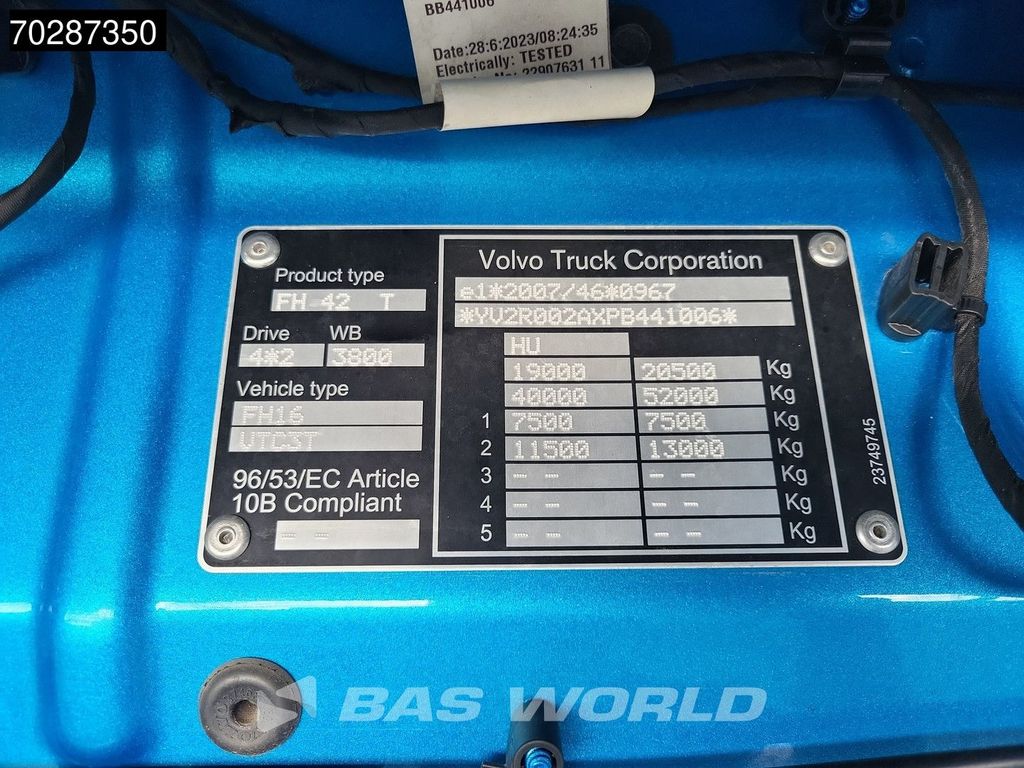 70287350
BB441006
Date:28:6:2023/08:24:35
Electrically: TESTED
22907631 11
Product type
FH 42 T
Drive WB
4*2 3800
Vehicle type
FH16
VTC3T
96/53/EC Article
10B Compliant
-- --
Volvo Truck Corporation
e1*2007/46*0967
*YV2R002AXPB441006*
HU
19000 20500 Kg
40000 52000 Kg
1 7500 7500 Kg
2 11500 13000 Kg
3 -- -- -- -- Kg
4 -- -- -- -- Kg
5 -- -- -- -- Kg
23749745
BAS WORLD